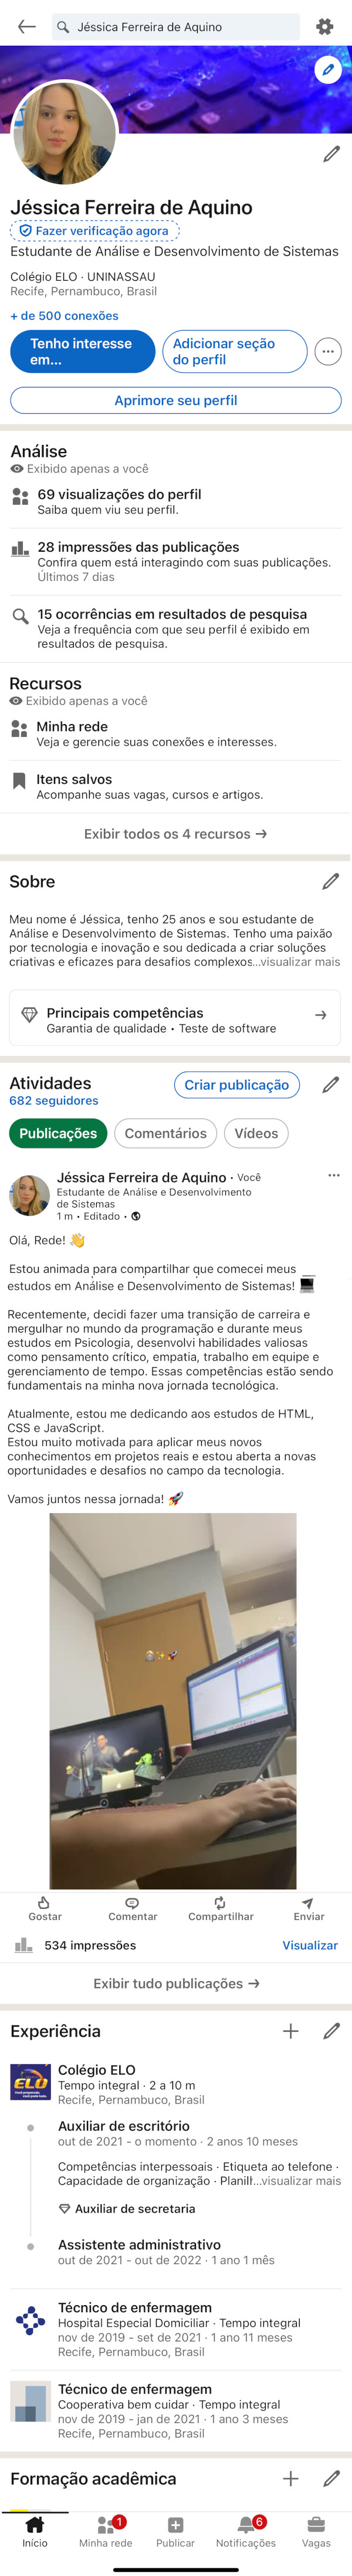 Jéssica Ferreira de Aquino
Jéssica Ferreira de Aquino
Fazer verificação agora
Estudante de Análise e Desenvolvimento de Sistemas
Colégio ELO · UNINASSAU
Recife, Pernambuco, Brasil
+ de 500 conexões
Tenho interesse
em...
Adicionar seção
do perfil
Aprimore seu perfil
Análise
Exibido apenas a você
69 visualizações do perfil
Saiba quem viu seu perfil.
28 impressões das publicações
Confira quem está interagindo com suas publicações.
Últimos 7 dias
15 ocorrências em resultados de pesquisa
Veja a frequência com que seu perfil é exibido em
resultados de pesquisa.
Recursos
Exibido apenas a você
Minha rede
Veja e gerencie suas conexões e interesses.
Itens salvos
Acompanhe suas vagas, cursos e artigos.
Exibir todos os 4 recursos →
Sobre
Meu nome é Jéssica, tenho 25 anos e sou estudante de
Análise e Desenvolvimento de Sistemas. Tenho uma paixão
por tecnologia e inovação e sou dedicada a criar soluções
criativas e eficazes para desafios complexos...visualizar mais
Principais competências
Garantia de qualidade • Teste de software
Atividades
682 seguidores
Criar publicação
Publicações
Comentários
Vídeos
Jéssica Ferreira de Aquino · Você
Estudante de Análise e Desenvolvimento
de Sistemas
1 m • Editado •
Olá, Rede! 👋
Estou animada para compartilhar que comecei meus
estudos em Análise e Desenvolvimento de Sistemas! 💻
Recentemente, decidi fazer uma transição de carreira e
mergulhar no mundo da programação e durante meus
estudos em Psicologia, desenvolvi habilidades valiosas
como pensamento crítico, empatia, trabalho em equipe e
gerenciamento de tempo. Essas competências estão sendo
fundamentais na minha nova jornada tecnológica.
Atualmente, estou me dedicando aos estudos de HTML,
CSS e JavaScript.
Estou muito motivada para aplicar meus novos
conhecimentos em projetos reais e estou aberta a novas
oportunidades e desafios no campo da tecnologia.
Vamos juntos nessa jornada! 🚀
Gostar
Comentar
Compartilhar
Enviar
534 impressões
Visualizar
Exibir tudo publicações →
Experiência
ELO
Colégio ELO
Tempo integral · 2 a 10 m
Recife, Pernambuco, Brasil
Auxiliar de escritório
out de 2021 - o momento · 2 anos 10 meses
Competências interpessoais · Etiqueta ao telefone ·
Capacidade de organização · Planilh...visualizar mais
Auxiliar de secretaria
Assistente administrativo
out de 2021 - out de 2022 · 1 ano 1 mês
Técnico de enfermagem
Hospital Especial Domiciliar · Tempo integral
nov de 2019 - set de 2021 · 1 ano 11 meses
Recife, Pernambuco, Brasil
Técnico de enfermagem
Cooperativa bem cuidar · Tempo integral
nov de 2019 - jan de 2021 · 1 ano 3 meses
Recife, Pernambuco, Brasil
Formação acadêmica
1
6
Início
Minha rede
Publicar
Notificações
Vagas